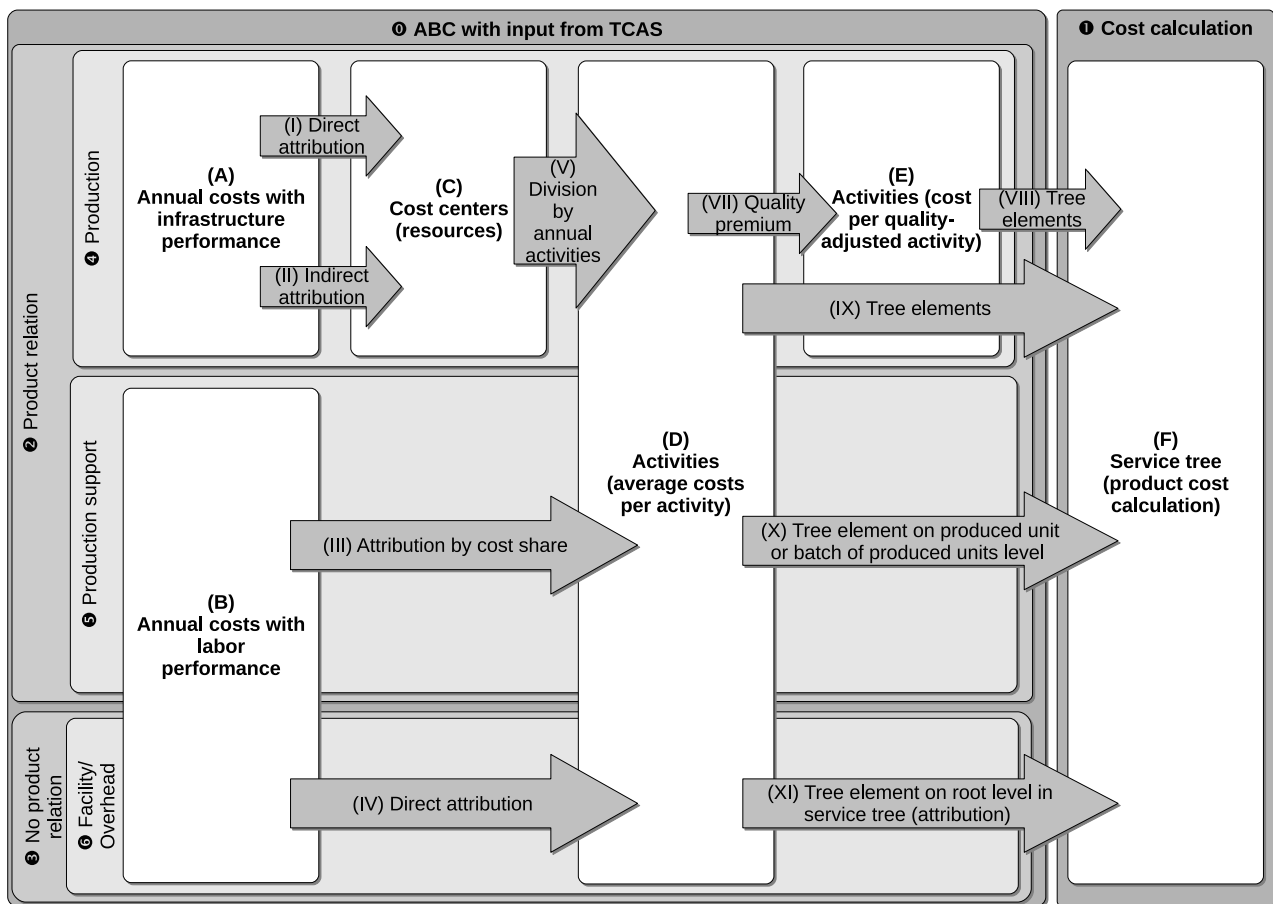 ⓿ ABC with input from TCAS
❶ Cost calculation
❷ Product relation
❹ Production
(A)
Annual costs with
infrastructure
performance
(I) Direct
attribution
(II) Indirect
attribution
(C)
Cost centers
(resources)
(V)
Division
by
annual
activities
(VII) Quality
premium
(E)
Activities (cost
per quality-
adjusted activity)
(VIII) Tree
elements
(IX) Tree elements
❺ Production support
(B)
Annual costs with
labor
performance
(III) Attribution by cost share
(D)
Activities
(average costs
per activity)
(X) Tree element on produced unit
or batch of produced units level
(F)
Service tree
(product cost
calculation)
❸ No product
relation
❻ Facility/
Overhead
(IV) Direct attribution
(XI) Tree element on root level in
service tree (attribution)